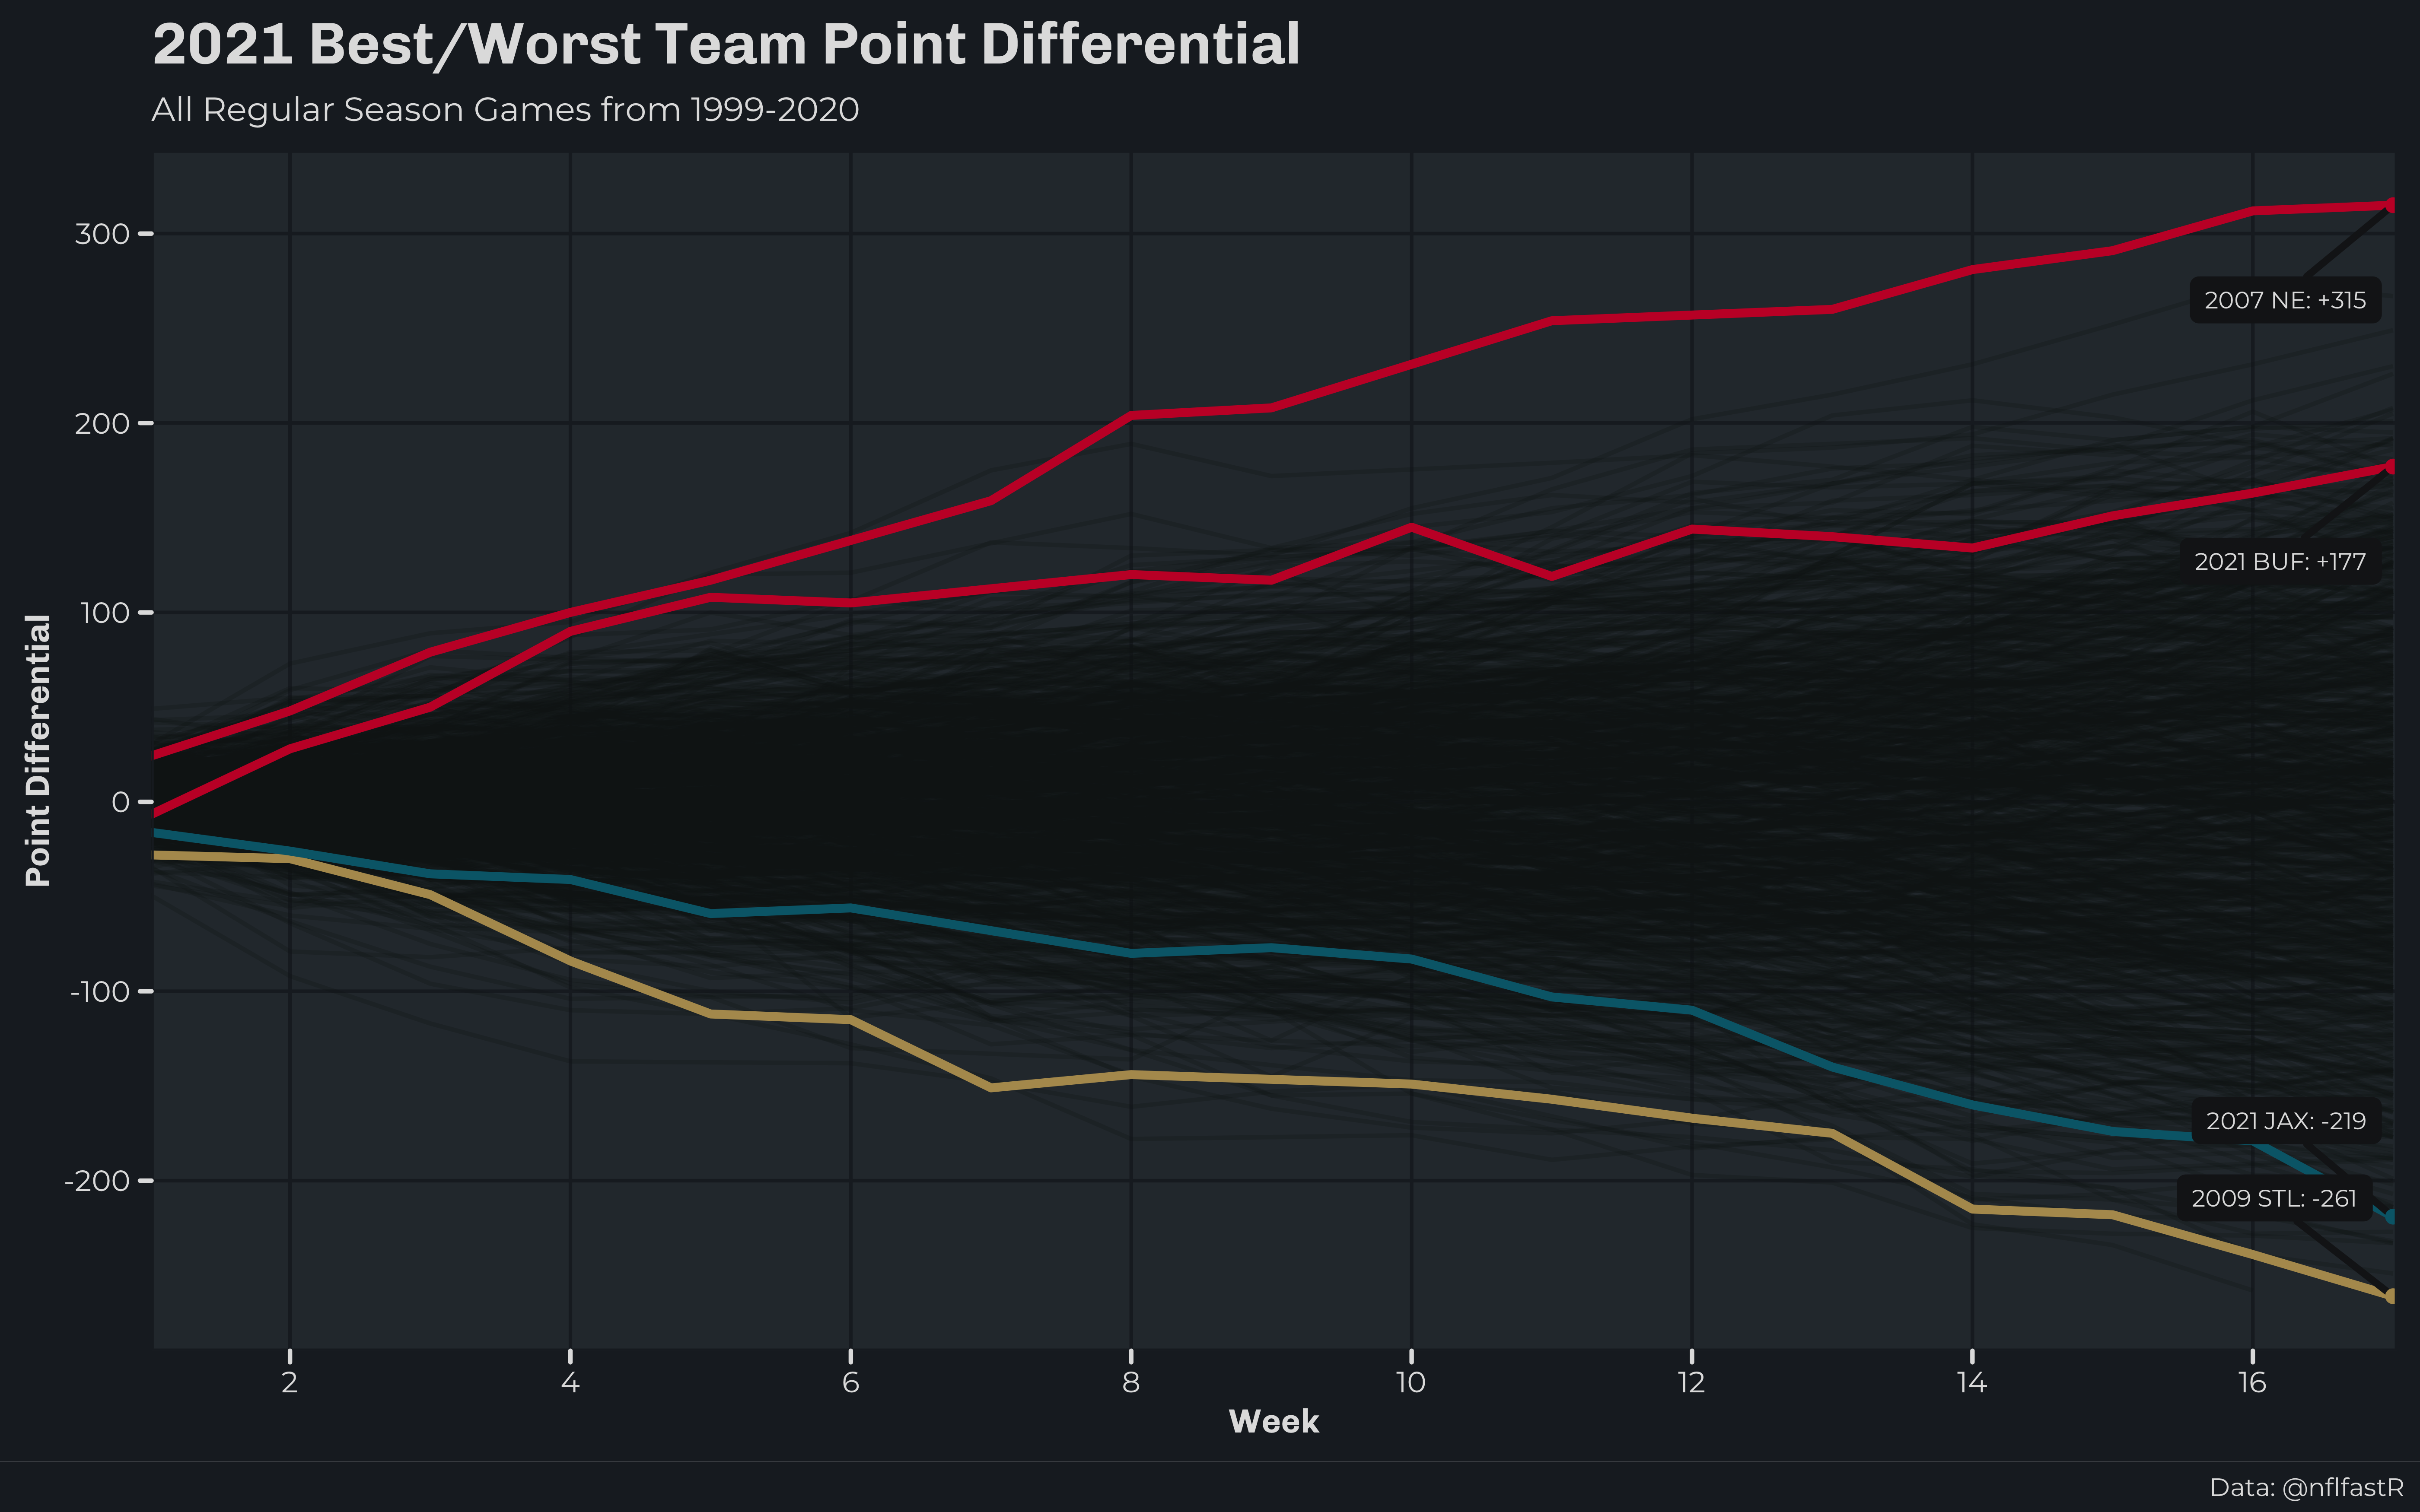 2021 Best/Worst Team Point Differential
All Regular Season Games from 1999-2020
Point Differential
300
200
100
0
-100
-200
2007 NE: +315
2021 BUF: +177
2021 JAX: -219
2009 STL: -261
2
4
6
8
10
12
14
16
Week
Data: @nflfastR